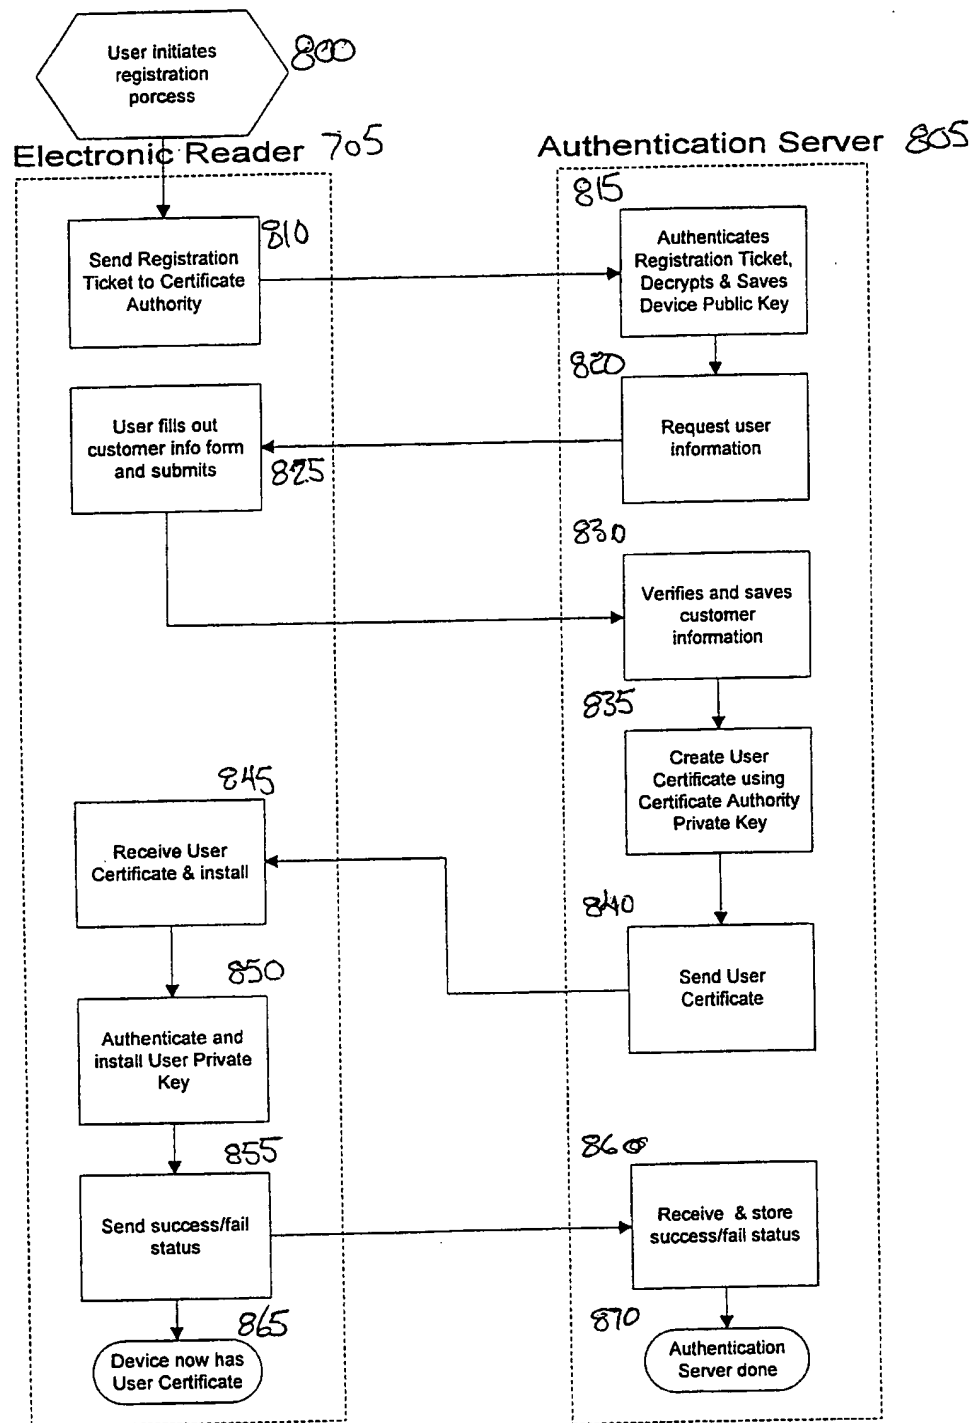 User initiates
registration
porcess
800
Electronic Reader 705
Authentication Server 805
810
Send Registration
Ticket to Certificate
Authority
815
Authenticates
Registration Ticket,
Decrypts & Saves
Device Public Key
820
Request user
information
User fills out
customer info form
and submits
825
830
Verifies and saves
customer
information
835
Create User
Certificate using
Certificate Authority
Private Key
840
Send User
Certificate
845
Receive User
Certificate & install
850
Authenticate and
install User Private
Key
855
Send success/fail
status
860
Receive & store
success/fail status
865
Device now has
User Certificate
870
Authentication
Server done